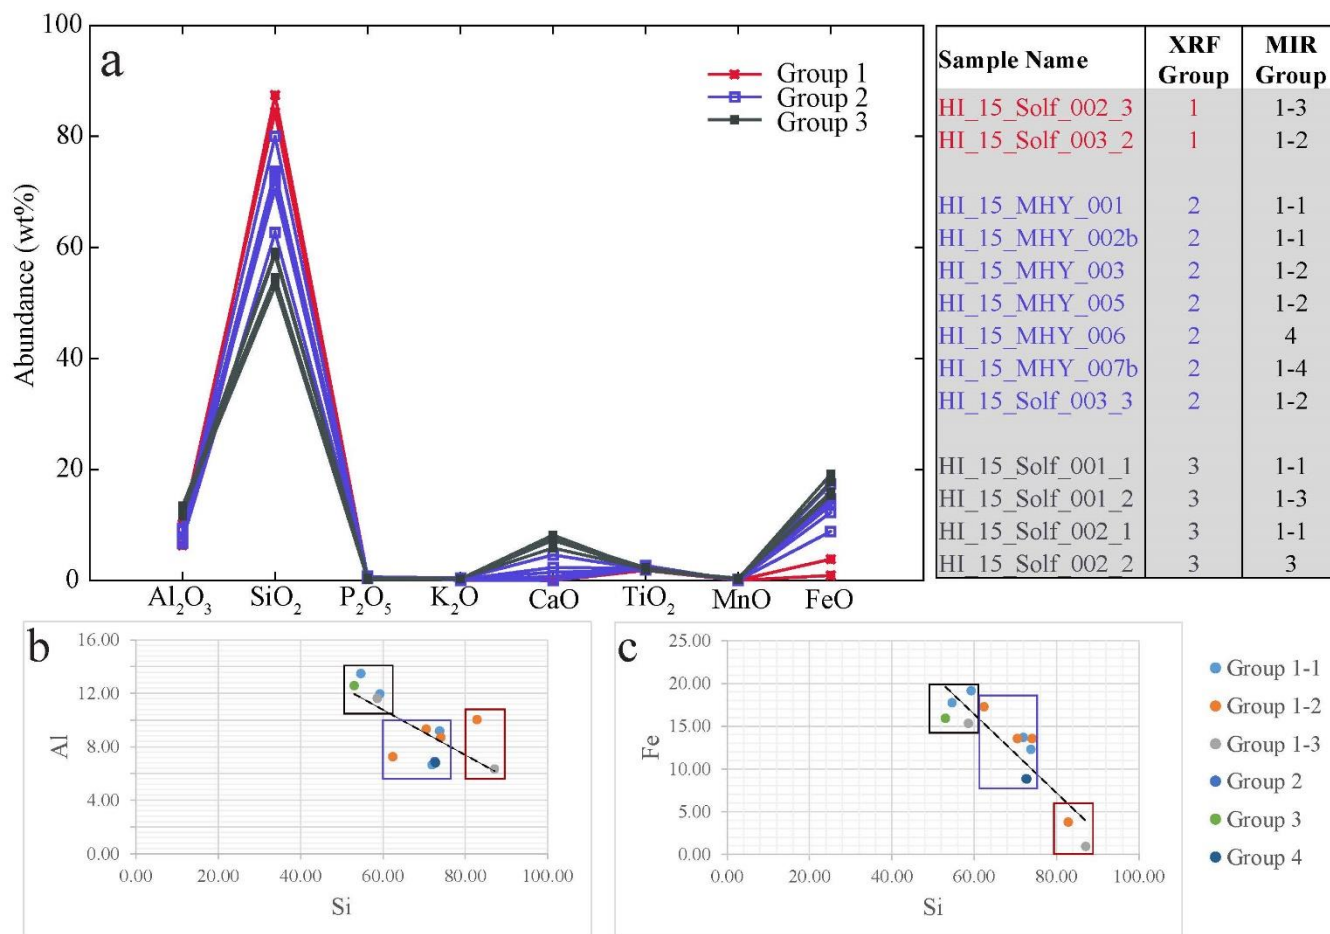 a
100
80
60
40
20
0
Abundance (wt%)
Group 1
Group 2
Group 3
Al₂O₃ SiO₂ P₂O₅ K₂O CaO TiO₂ MnO FeO
Sample Name XRF Group MIR Group
HI_15_Solf_002_3 1 1-3
HI_15_Solf_003_2 1 1-2
HI_15_MHY_001 2 1-1
HI_15_MHY_002b 2 1-1
HI_15_MHY_003 2 1-2
HI_15_MHY_005 2 1-2
HI_15_MHY_006 2 4
HI_15_MHY_007b 2 1-4
HI_15_Solf_003_3 2 1-2
HI_15_Solf_001_1 3 1-1
HI_15_Solf_001_2 3 1-3
HI_15_Solf_002_1 3 1-1
HI_15_Solf_002_2 3 3
b
16.00
12.00
8.00
4.00
0.00
Al
0.00 20.00 40.00 60.00 80.00 100.00
Si
c
25.00
20.00
15.00
10.00
5.00
0.00
Fe
0.00 20.00 40.00 60.00 80.00 100.00
Si
Group 1-1
Group 1-2
Group 1-3
Group 2
Group 3
Group 4